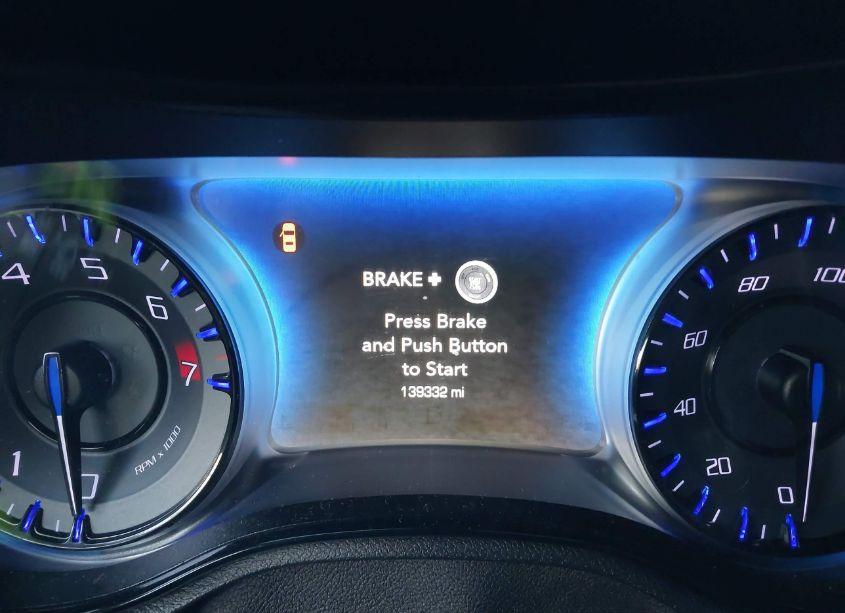 BRAKE +
Press Brake
and Push Button
to Start
139332 mi
4
5
6
7
1
0
RPM x 1000
100
80
60
40
20
0